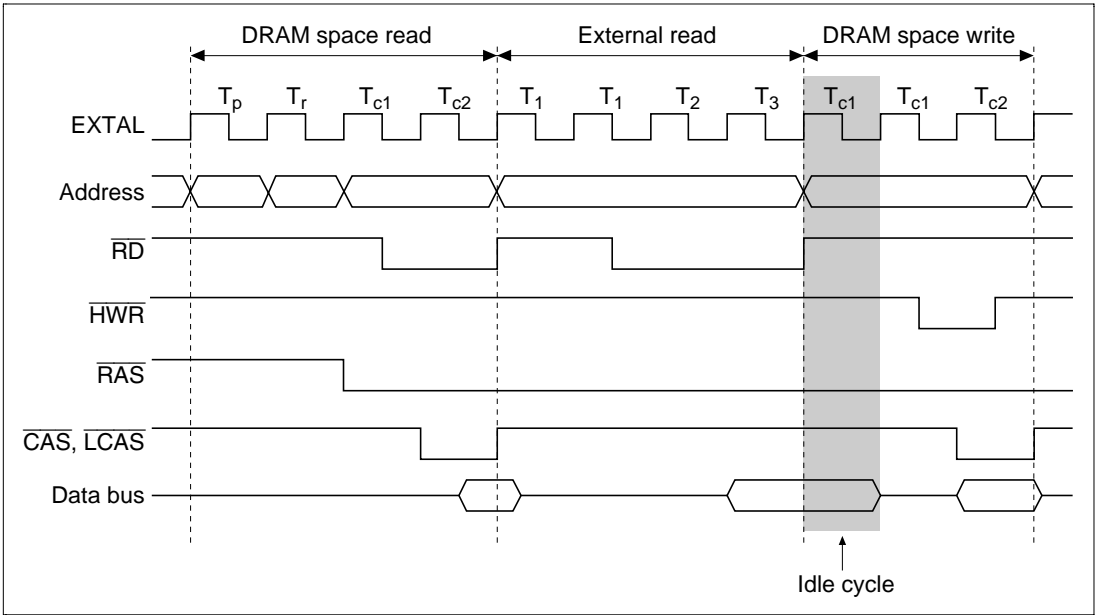 DRAM space read External read DRAM space write
Tp Tr Tc1 Tc2 T1 T1 T2 T3 Tc1 Tc1 Tc2
EXTAL
Address
RD
HWR
RAS
CAS, LCAS
Data bus
Idle cycle